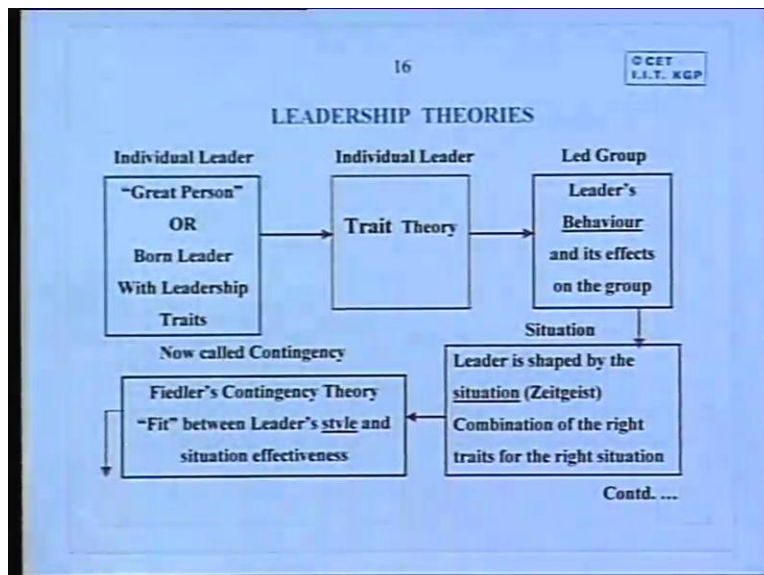 16
© CET
I.I.T. KGP
LEADERSHIP THEORIES
Individual Leader
"Great Person"
OR
Born Leader
With Leadership
Traits
Individual Leader
Trait Theory
Led Group
Leader's
Behaviour
and its effects
on the group
Situation
Leader is shaped by the
situation (Zeitgeist)
Combination of the right
traits for the right situation
Now called Contingency
Fiedler's Contingency Theory
"Fit" between Leader's style and
situation effectiveness
Contd. ...